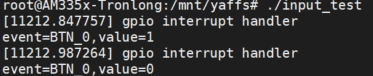 root@AM335x-Tronlong:/mnt/yaffs# ./input_test
[11212.847757] gpio interrupt handler
event=BTN_0,value=1
[11212.987264] gpio interrupt handler
event=BTN_0,value=0